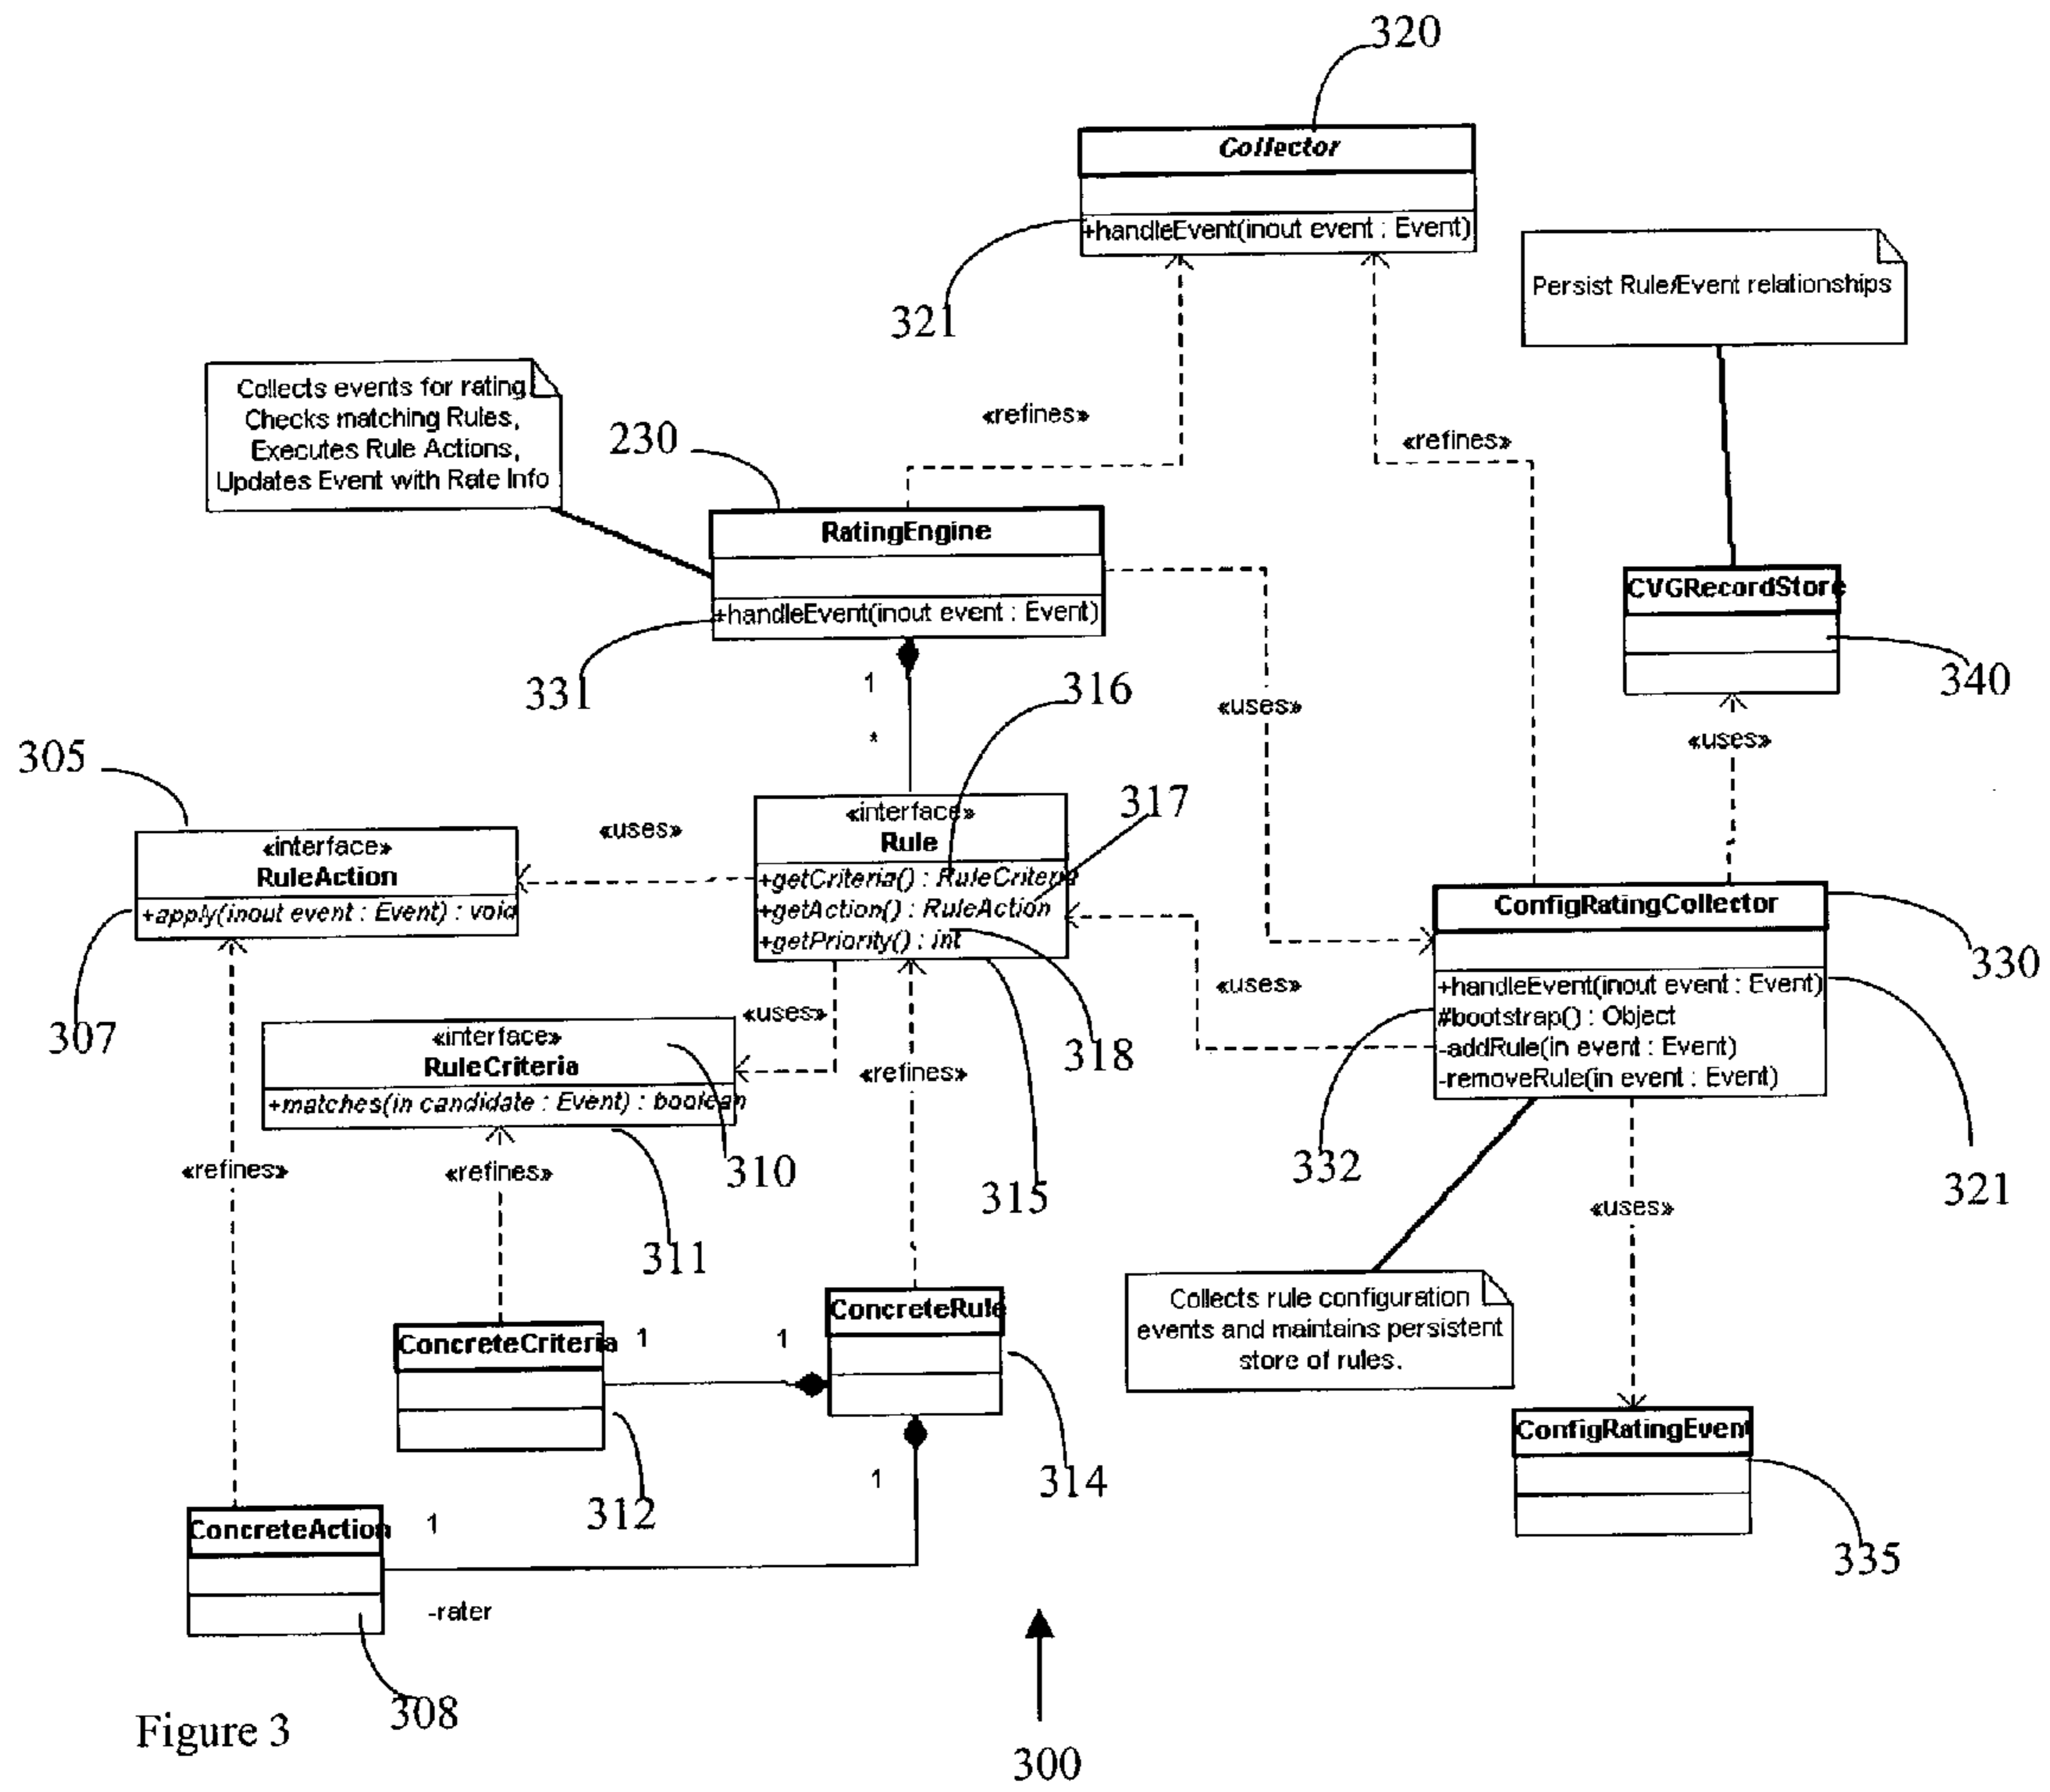 320
Collector
+handleEvent(inout event : Event)
321
Persist Rule/Event relationships
Collects events for rating
Checks matching Rules,
Executes Rule Actions,
Updates Event with Rate Info
«refines»
«refines»
230
RatingEngine
+handleEvent(inout event : Event)
331
CVGRecordStore
340
1
*
316
«uses»
«uses»
305
«interface»
RuleAction
+apply(inout event : Event) : void
307
«uses»
«interface»
Rule
+getCriteria() : RuleCriteria
+getAction() : RuleAction
+getPriority() : int
317
318
315
ConfigRatingCollector
+handleEvent(inout event : Event)
#bootstrap() : Object
-addRule(in event : Event)
-removeRule(in event : Event)
330
332
321
«uses»
«uses»
«interface»
RuleCriteria
+matches(in candidate : Event) : boolean
310
311
«refines»
«refines»
«refines»
«uses»
Collects rule configuration
events and maintains persistent
store of rules.
ConcreteCriteria
1
1
ConcreteRule
314
312
1
ConfigRatingEvent
335
ConcreteAction
1
-rater
308
Figure 3
300